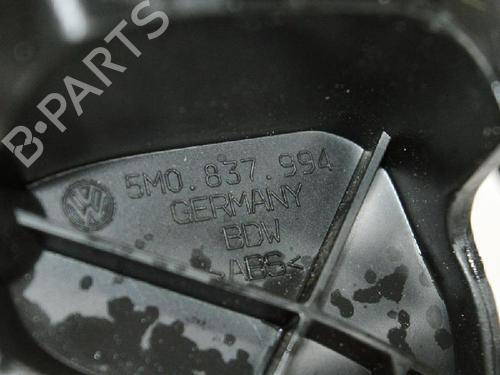 B-PARTS
5M0.837.994
GERMANY
BDW
>ABS<